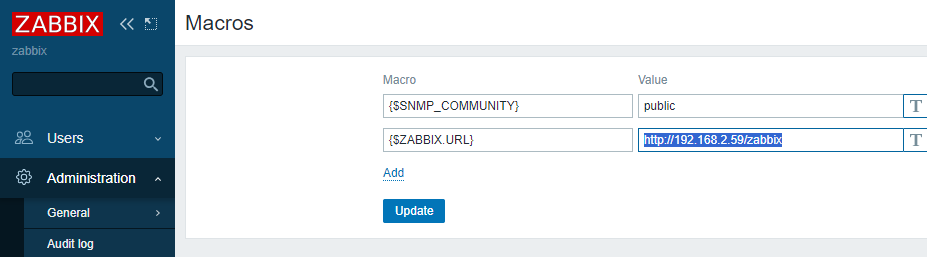 ZABBIX
zabbix
Users
Administration
General
Audit log
Macros
Macro Value
{$SNMP_COMMUNITY} public T
{$ZABBIX.URL} http://192.168.2.59/zabbix T
Add
Update